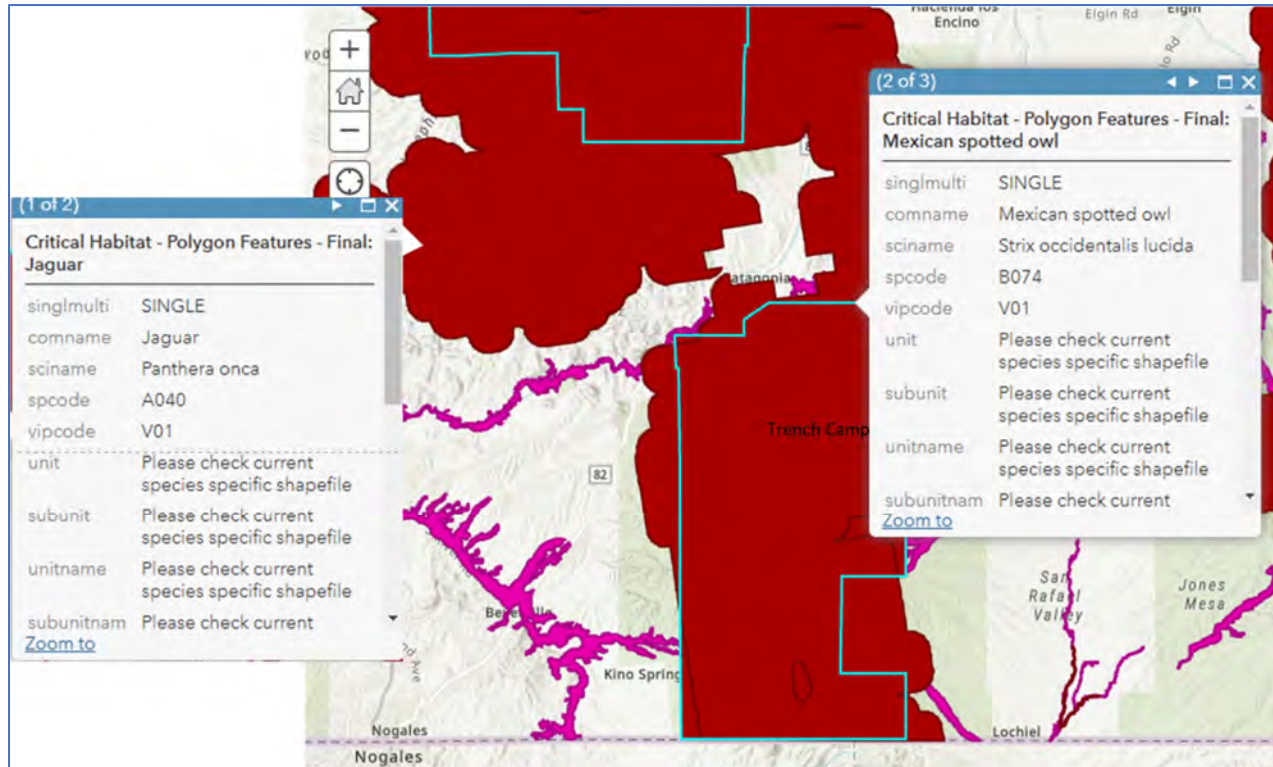 Hacienda los
Encino
Elgin Rd
Elgin
(2 of 3)
Critical Habitat - Polygon Features - Final:
Mexican spotted owl
singlmulti SINGLE
comname Mexican spotted owl
sciname Strix occidentalis lucida
spcode B074
vipcode V01
unit Please check current
species specific shapefile
subunit Please check current
species specific shapefile
unitname Please check current
species specific shapefile
subunitnam Please check current
Zoom to
(1 of 2)
Critical Habitat - Polygon Features - Final:
Jaguar
singlmulti SINGLE
comname Jaguar
sciname Panthera onca
spcode A040
vipcode V01
unit Please check current
species specific shapefile
subunit Please check current
species specific shapefile
unitname Please check current
species specific shapefile
subunitnam Please check current
Zoom to
atagonia
Trench Camp
82
San
Rafael
Valley
Jones
Mesa
Kino Spring
Nogales
Lochiel
Nogales